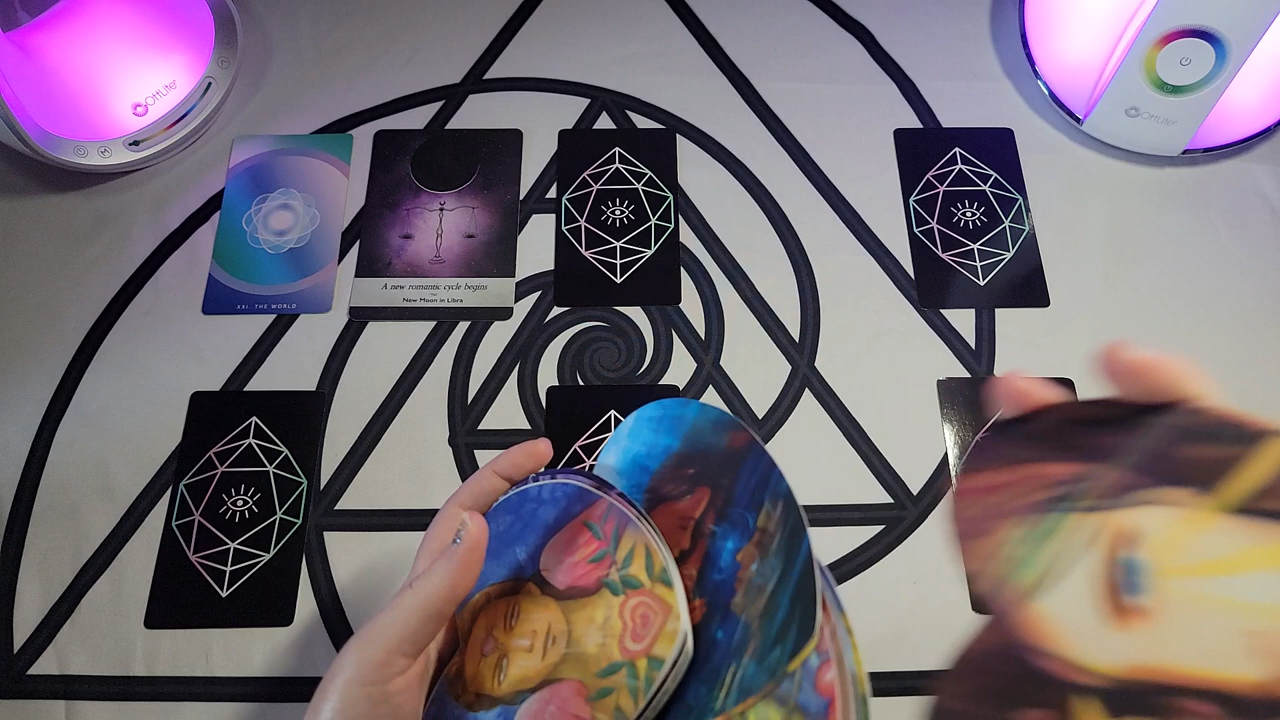 OttLite
OttLite
XXI. THE WORLD
A new romantic cycle begins
New Moon in Libra